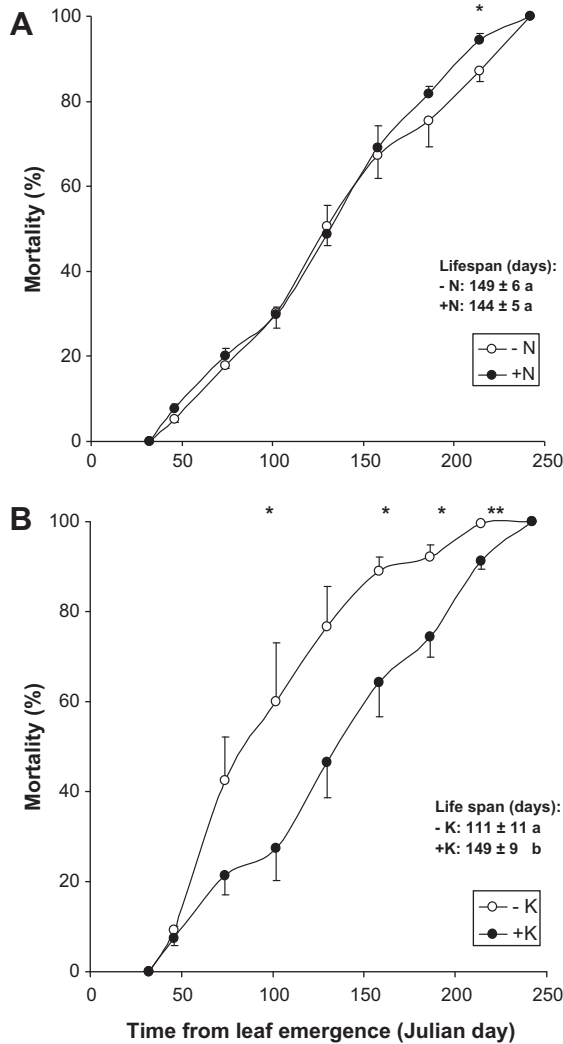 A
*
100
80
60
40
20
0
Mortality (%)
Lifespan (days):
- N: 149 ± 6 a
+N: 144 ± 5 a
- N
+N
0 50 100 150 200 250
B
* * * **
100
80
60
40
20
0
Mortality (%)
Life span (days):
- K: 111 ± 11 a
+K: 149 ± 9 b
- K
+K
0 50 100 150 200 250
Time from leaf emergence (Julian day)